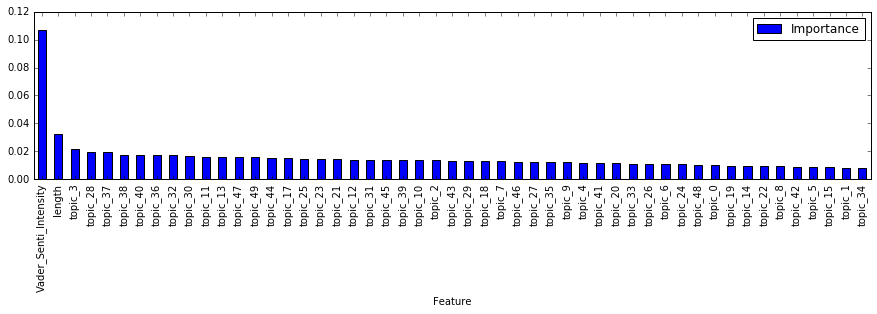 0.12
0.10
0.08
0.06
0.04
0.02
0.00
Importance
Vader_Senti_Intensity
length
topic_3
topic_28
topic_37
topic_38
topic_40
topic_36
topic_32
topic_30
topic_11
topic_13
topic_47
topic_49
topic_44
topic_17
topic_25
topic_23
topic_21
topic_12
topic_31
topic_45
topic_39
topic_10
topic_2
topic_43
topic_29
topic_18
topic_7
topic_46
topic_27
topic_35
topic_9
topic_4
topic_41
topic_20
topic_33
topic_26
topic_6
topic_24
topic_48
topic_0
topic_19
topic_14
topic_22
topic_8
topic_42
topic_5
topic_15
topic_1
topic_34
Feature